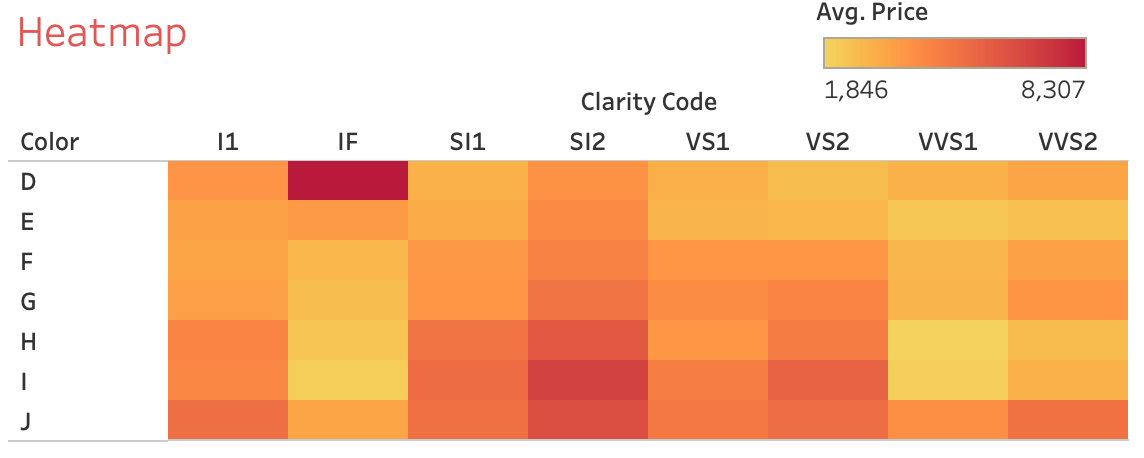 Heatmap
Avg. Price
1,846 8,307
Clarity Code
Color I1 IF SI1 SI2 VS1 VS2 VVS1 VVS2
D
E
F
G
H
I
J